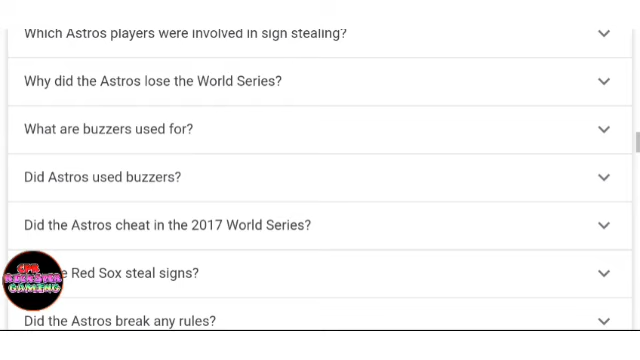 Which Astros players were involved in sign stealing?
Why did the Astros lose the World Series?
What are buzzers used for?
Did Astros used buzzers?
Did the Astros cheat in the 2017 World Series?
e Red Sox steal signs?
GAMING
Did the Astros break any rules?